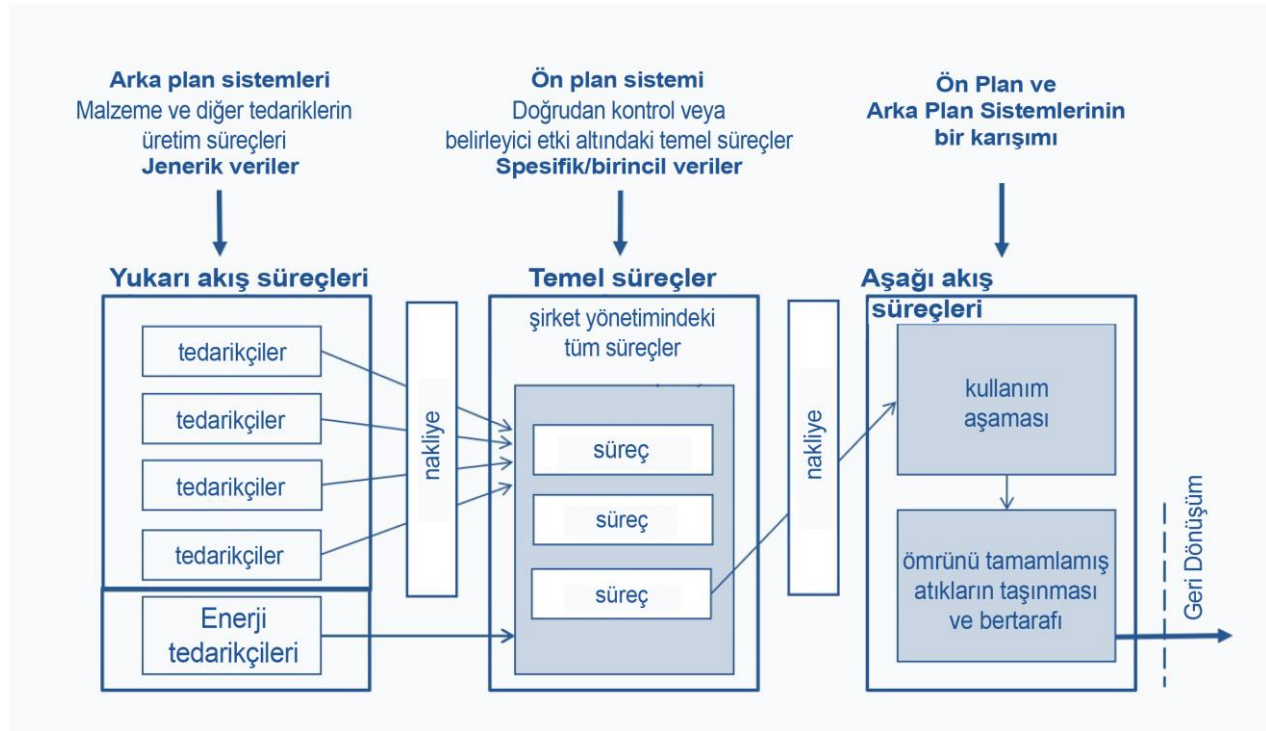 Arka plan sistemleri
Malzeme ve diğer tedariklerin
üretim süreçleri
Jenerik veriler
Ön plan sistemi
Doğrudan kontrol veya
belirleyici etki altındaki temel süreçler
Spesifik/birincil veriler
Ön Plan ve
Arka Plan Sistemlerinin
bir karışımı
Yukarı akış süreçleri
tedarikçiler
tedarikçiler
tedarikçiler
tedarikçiler
Enerji
tedarikçileri
nakliye
Temel süreçler
şirket yönetimindeki
tüm süreçler
süreç
süreç
süreç
nakliye
Aşağı akış
süreçleri
kullanım
aşaması
ömrünü tamamlamış
atıkların taşınması
ve bertarafı
Geri Dönüşüm